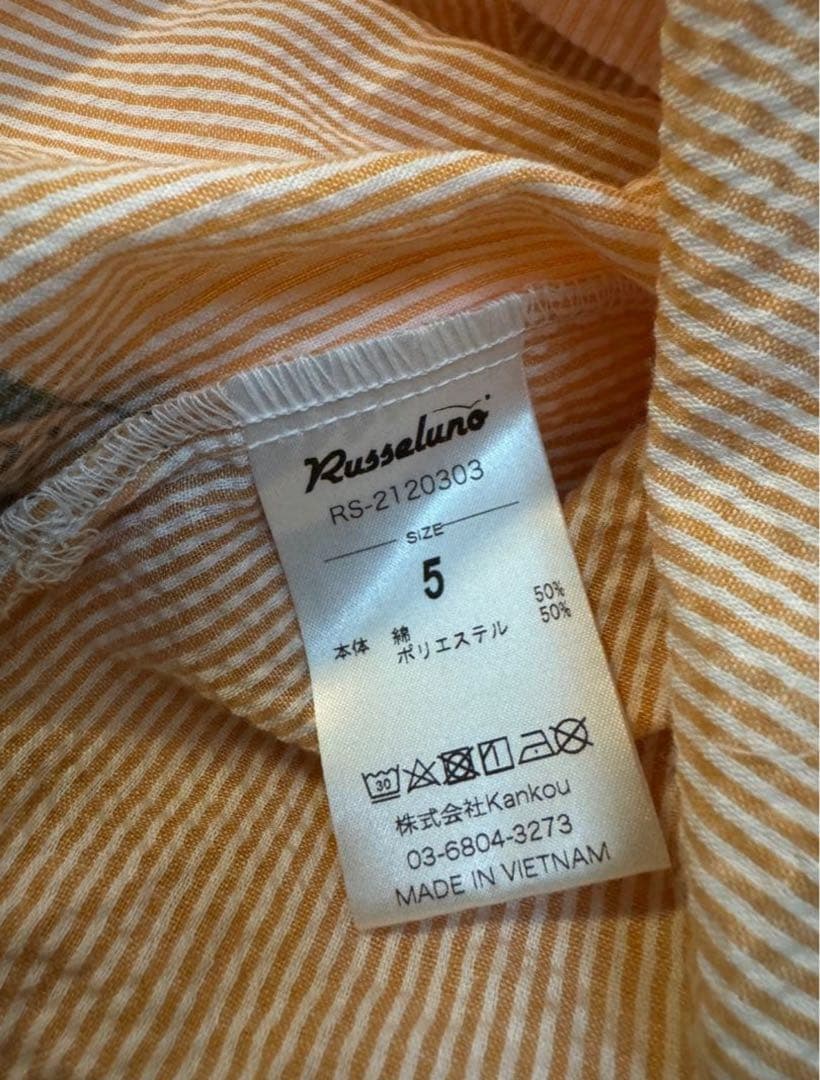 Russeluno
RS-2120303
SIZE
5
本体 綿 50%
ポリエステル 50%
30
株式会社Kankou
03-6804-3273
MADE IN VIETNAM